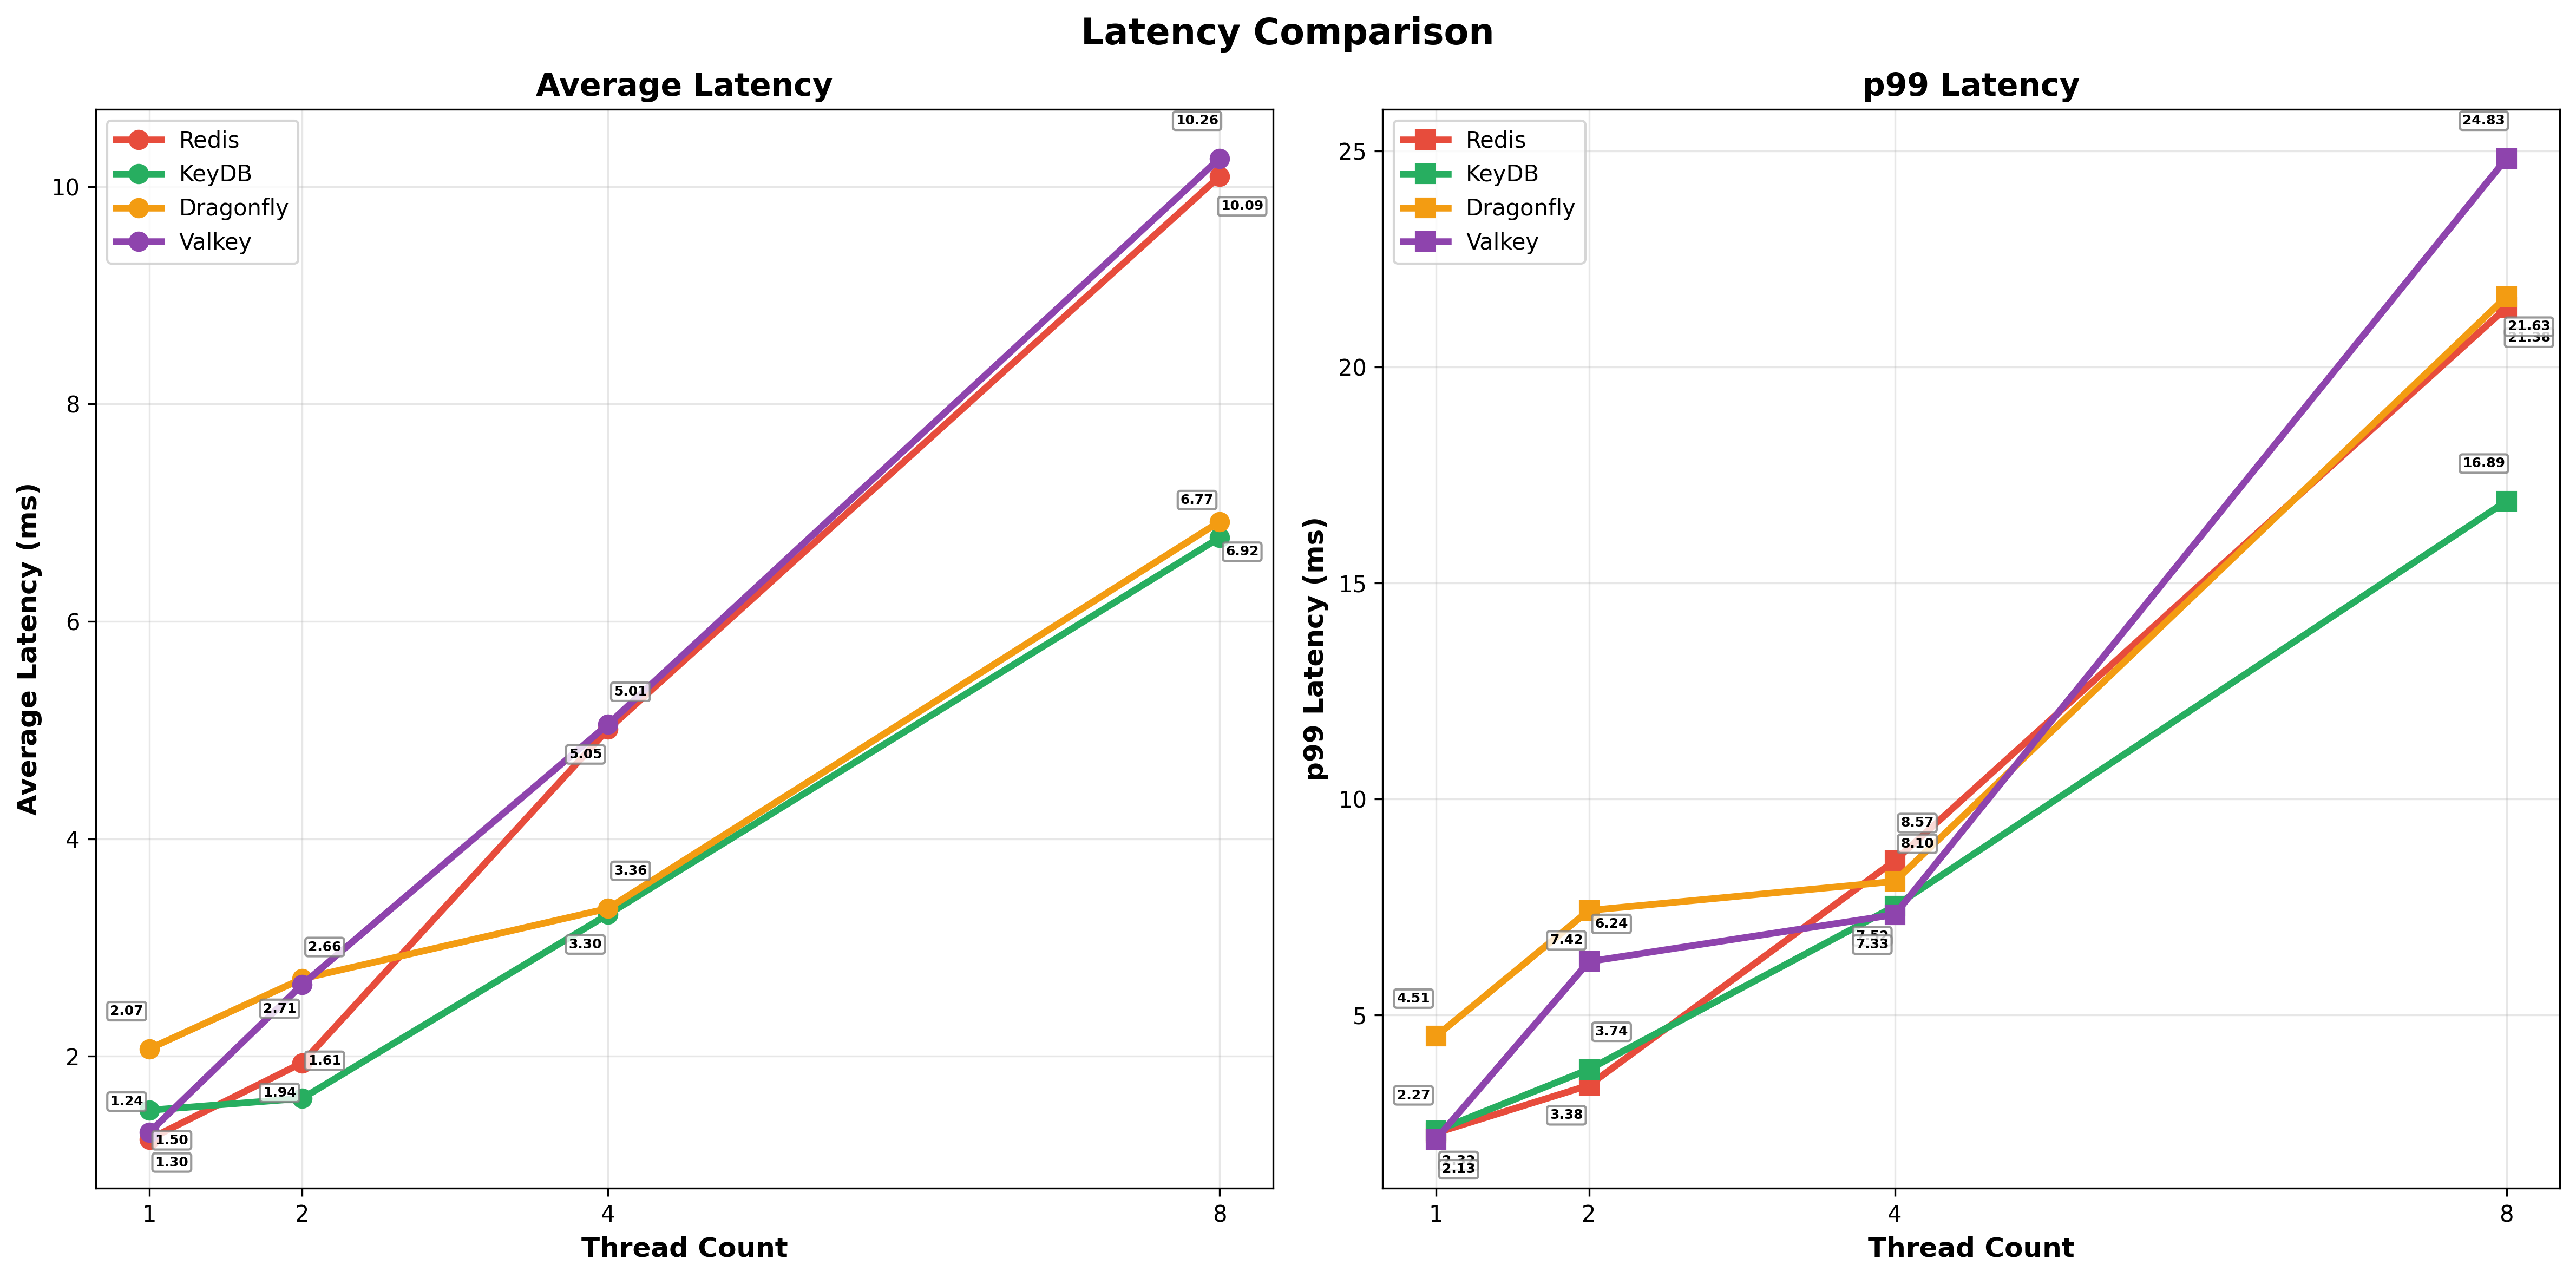 Latency Comparison
Average Latency
Redis
KeyDB
Dragonfly
Valkey
10.26
10.09
6.77
6.92
5.01
5.05
3.36
3.30
2.66
2.71
2.07
1.61
1.94
1.24
1.50
1.30
10
8
6
4
2
Average Latency (ms)
1 2 4 8
Thread Count
p99 Latency
Redis
KeyDB
Dragonfly
Valkey
24.83
21.63
21.38
16.89
8.57
8.10
7.52
7.33
6.24
7.42
4.51
3.74
3.38
2.27
2.13
25
20
15
10
5
p99 Latency (ms)
1 2 4 8
Thread Count